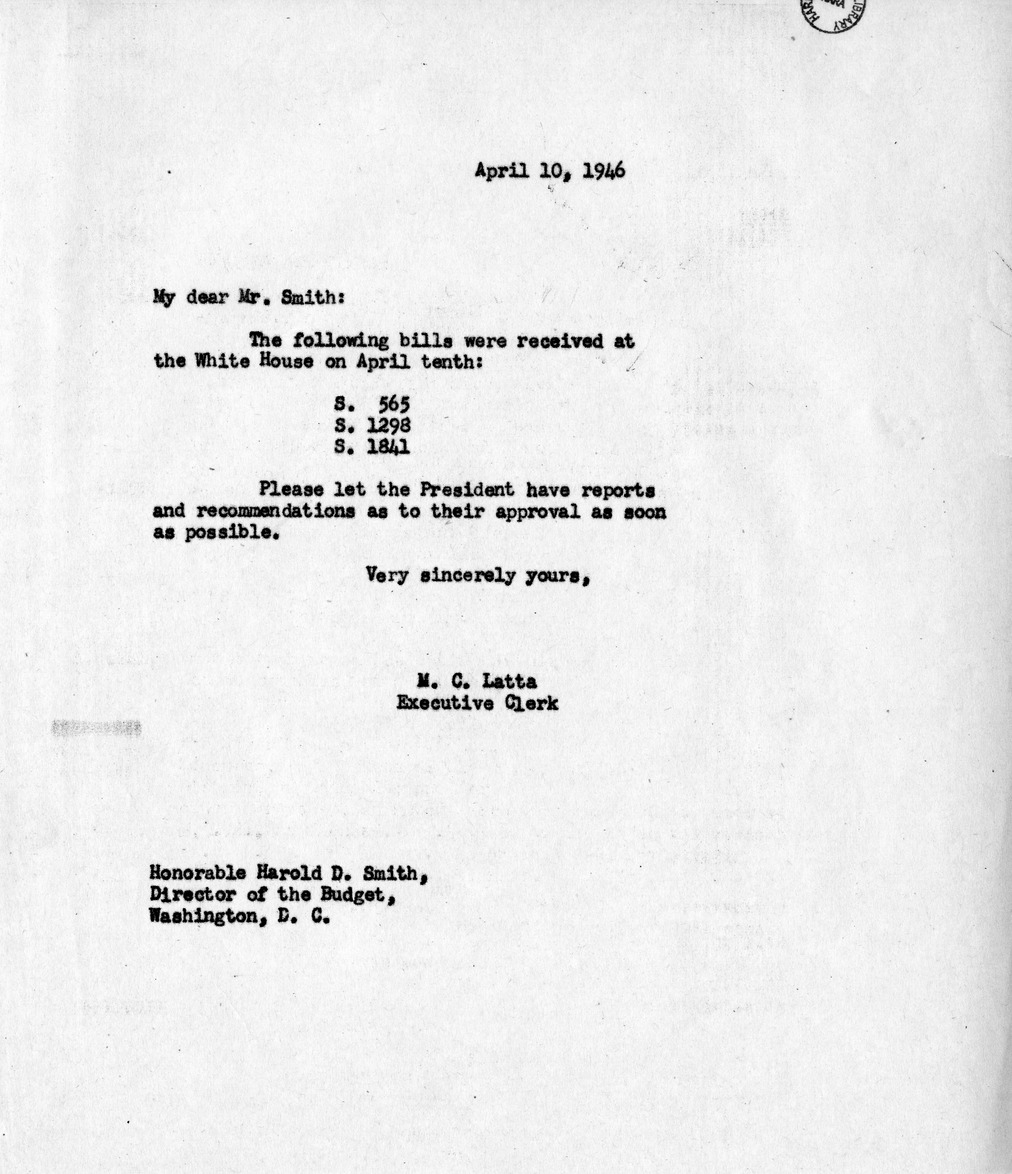 HAR
LIBRARY
April 10, 1946
My dear Mr. Smith:
The following bills were received at
the White House on April tenth:
S. 565
S. 1298
S. 1841
Please let the President have reports
and recommendations as to their approval as soon
as possible.
Very sincerely yours,
M. C. Latta
Executive Clerk
Honorable Harold D. Smith,
Director of the Budget,
Washington, D. C.